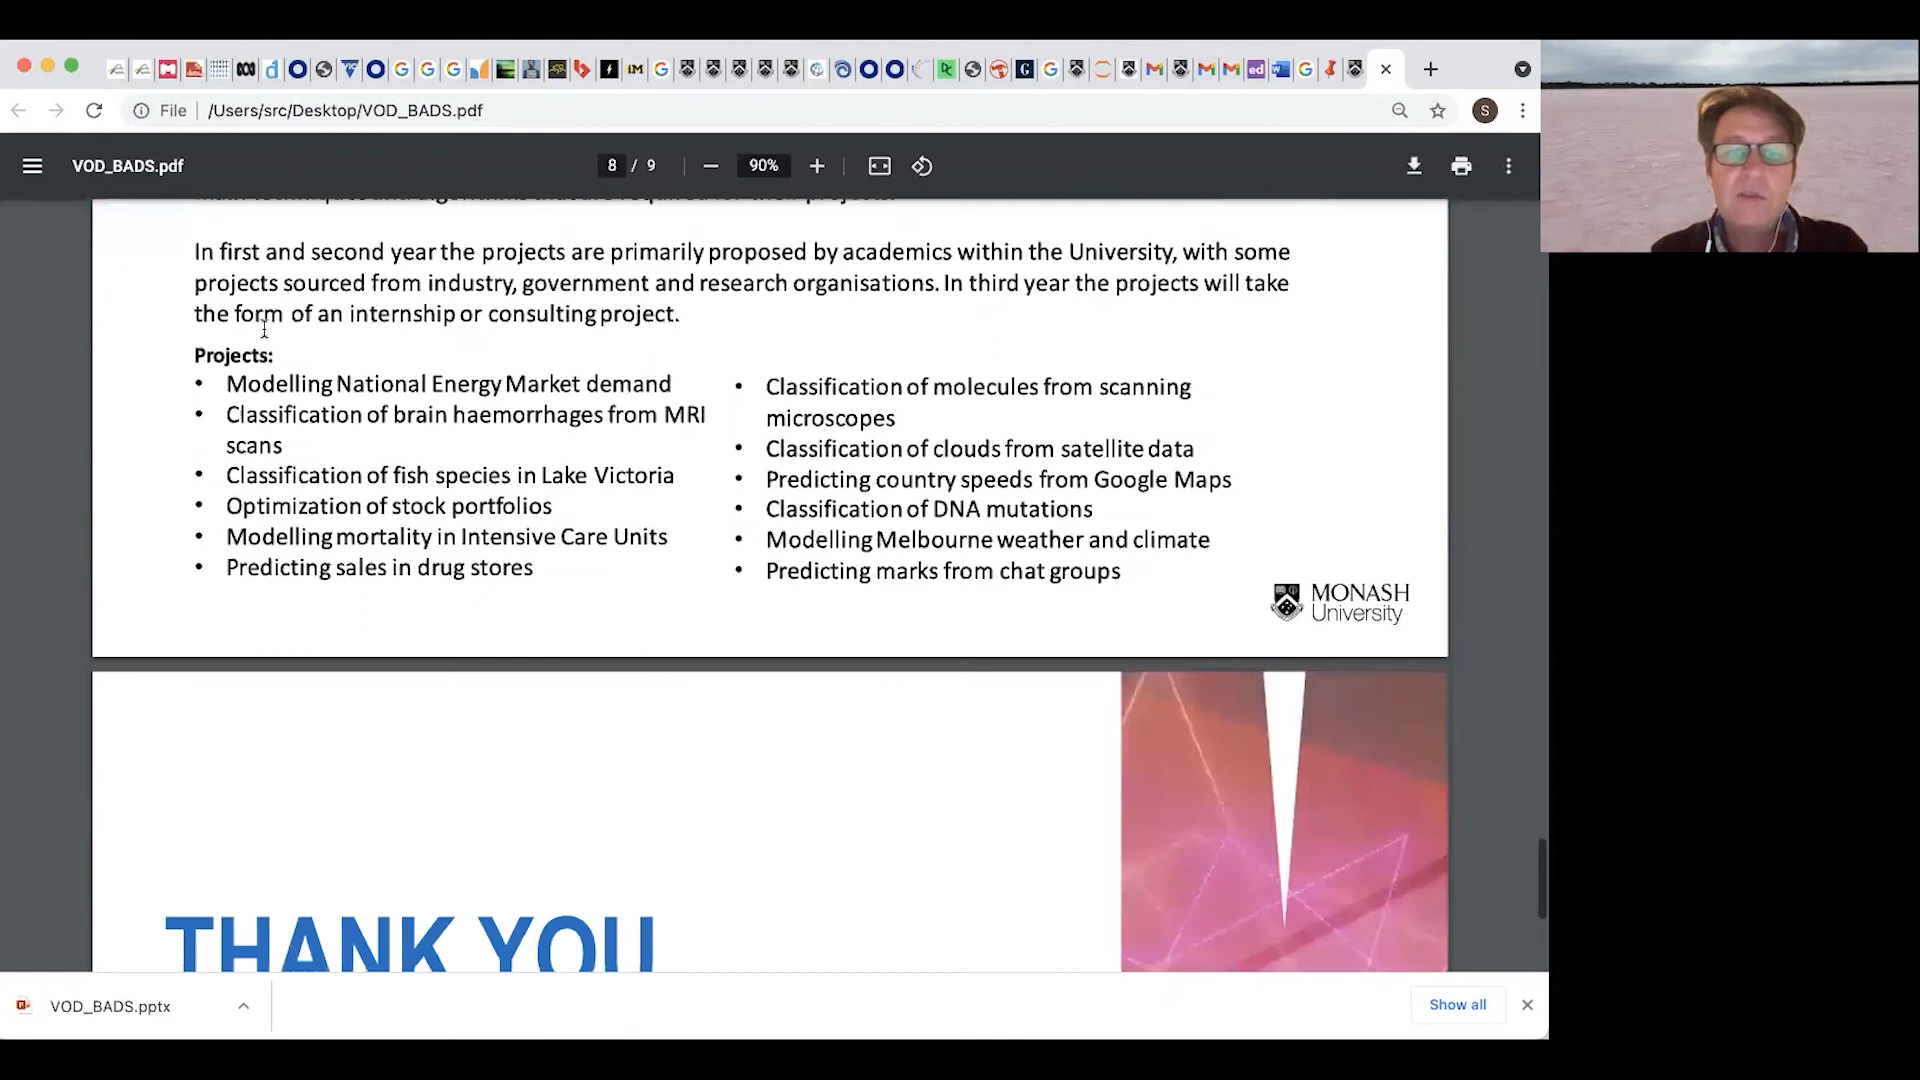 File
/Users/src/Desktop/VOD_BADS.pdf
S
VOD_BADS.pdf
8 / 9
90%
In first and second year the projects are primarily proposed by academics within the University, with some
projects sourced from industry, government and research organisations. In third year the projects will take
the form of an internship or consulting project.
Projects:
• Modelling National Energy Market demand
• Classification of brain haemorrhages from MRI
scans
• Classification of fish species in Lake Victoria
• Optimization of stock portfolios
• Modelling mortality in Intensive Care Units
• Predicting sales in drug stores
• Classification of molecules from scanning
microscopes
• Classification of clouds from satellite data
• Predicting country speeds from Google Maps
• Classification of DNA mutations
• Modelling Melbourne weather and climate
• Predicting marks from chat groups
MONASH
University
THANK YOU
VOD_BADS.pptx
Show all